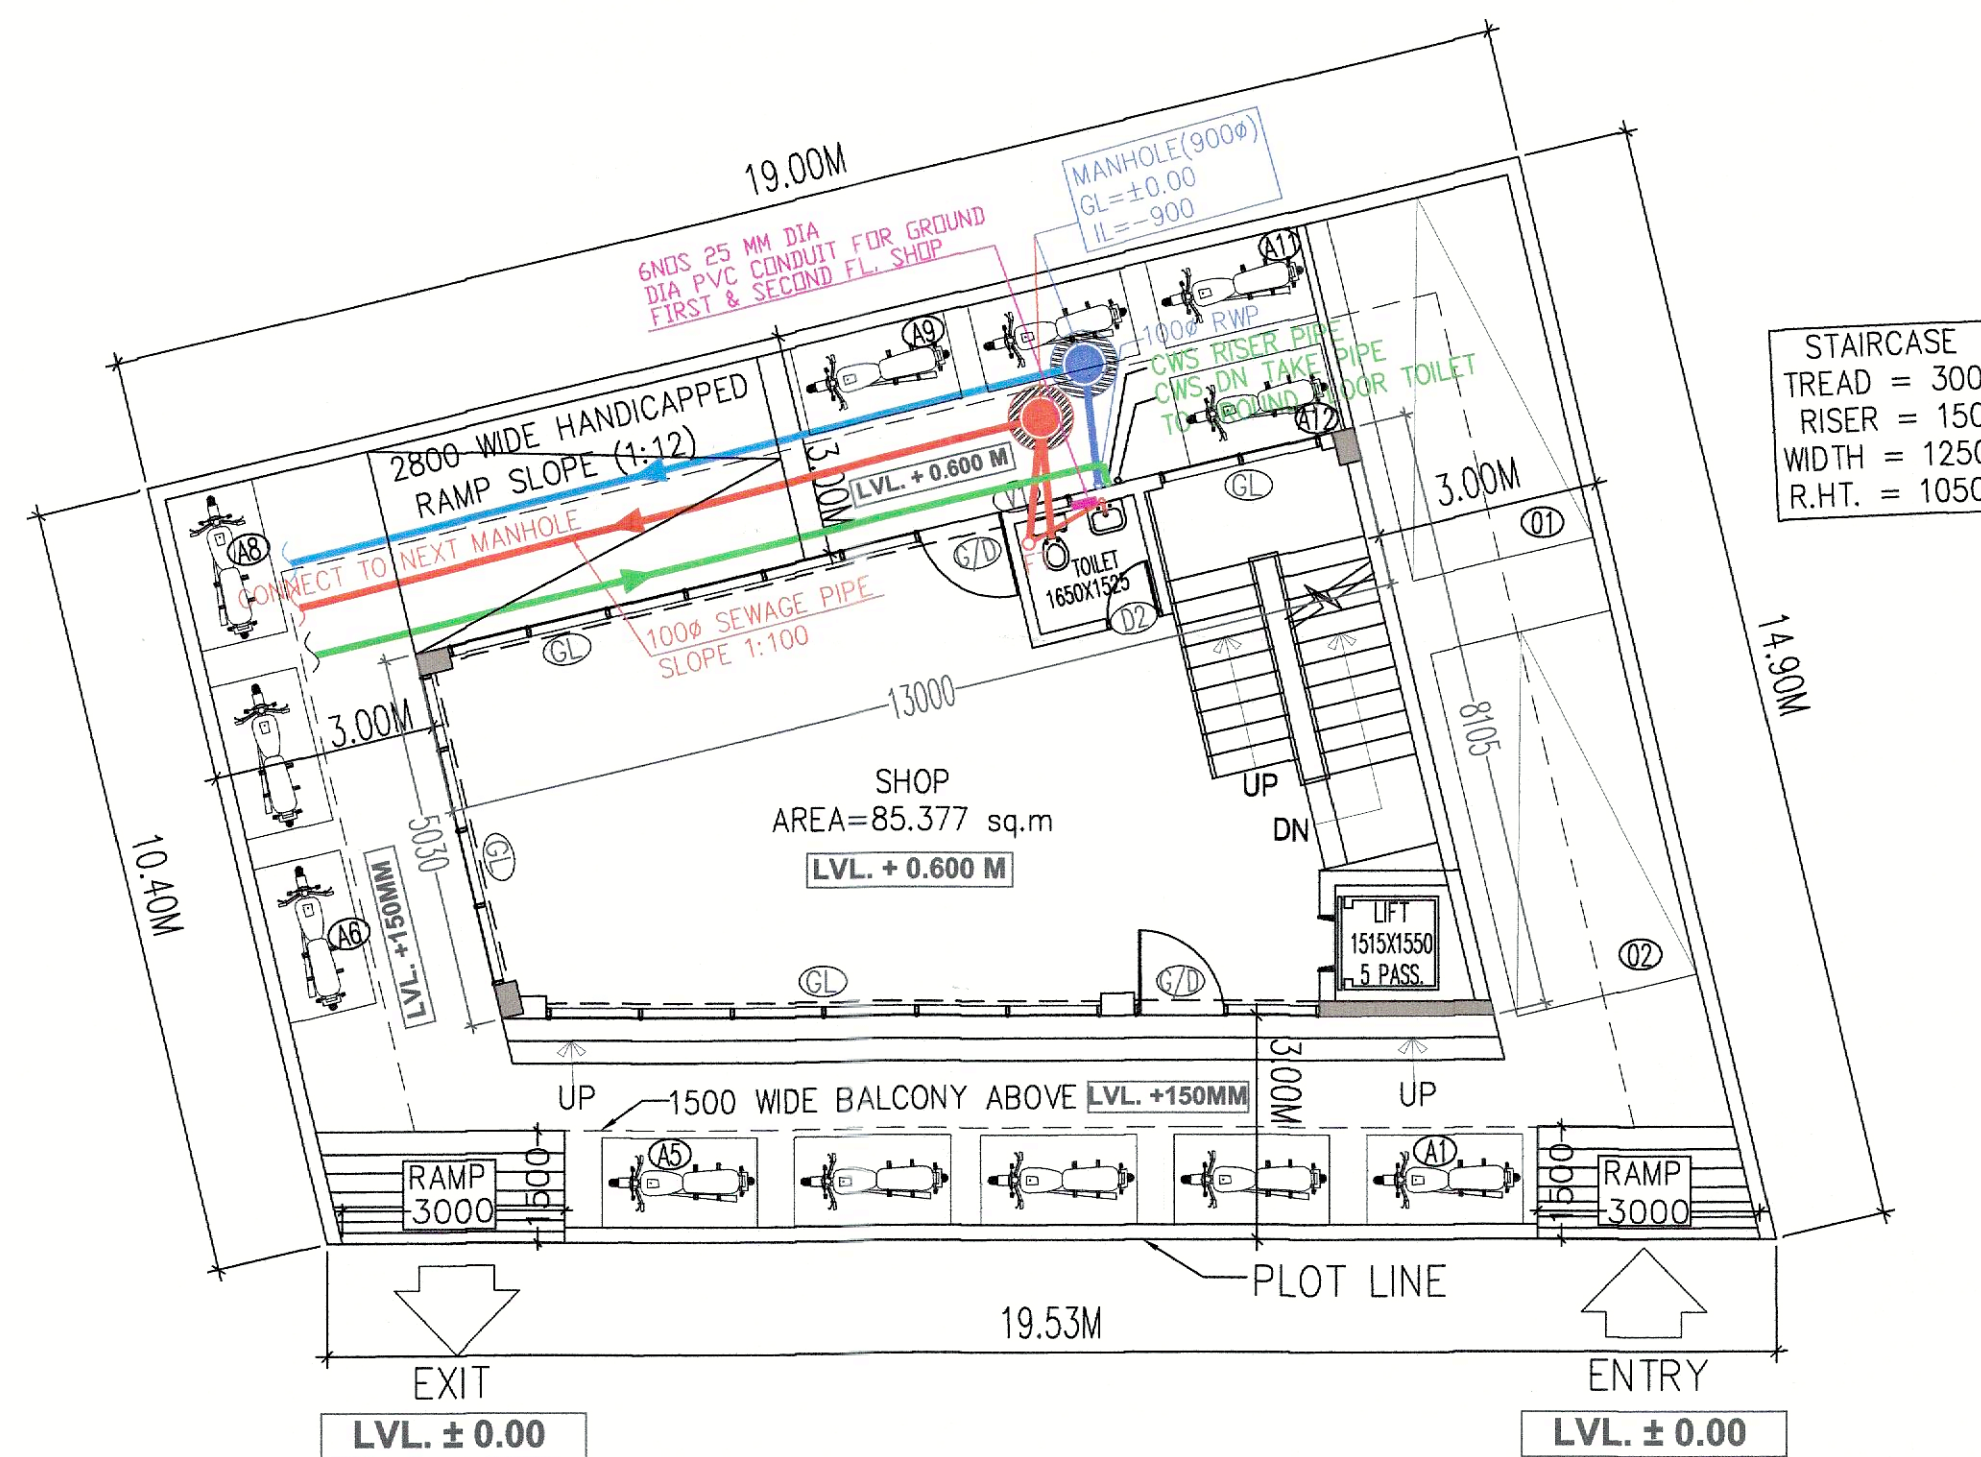 19.00M
MANHOLE(900ø)
GL=±0.00
IL=-900
6NOS 25 MM DIA
DIA PVC CONDUIT FOR GROUND
FIRST & SECOND FL. SHOP
A11
A9
100ø RWP
CWS RISER PIPE
CWS DN TAKE PIPE
TO GROUND FLOOR TOILET
A12
STAIRCASE
TREAD = 300
RISER = 150
WIDTH = 1250
R.HT. = 1050
2800 WIDE HANDICAPPED
RAMP SLOPE (1:12)
3.00M
LVL. + 0.600 M
GL
3.00M
01
A8
CONNECT TO NEXT MANHOLE
V1
G/D
TOILET
1650X1525
D2
F
100ø SEWAGE PIPE
SLOPE 1:100
GL
14.90M
13000
8105
3.00M
SHOP
AREA=85.377 sq.m
LVL. + 0.600 M
UP
DN
10.40M
5030
GL
LVL. +150MM
A6
LIFT
1515X1550
5 PASS.
02
GL
G/D
3.00M
UP
1500 WIDE BALCONY ABOVE
LVL. +150MM
UP
A5
A1
RAMP
3000
1500
RAMP
3000
1500
PLOT LINE
19.53M
EXIT
LVL. ± 0.00
ENTRY
LVL. ± 0.00